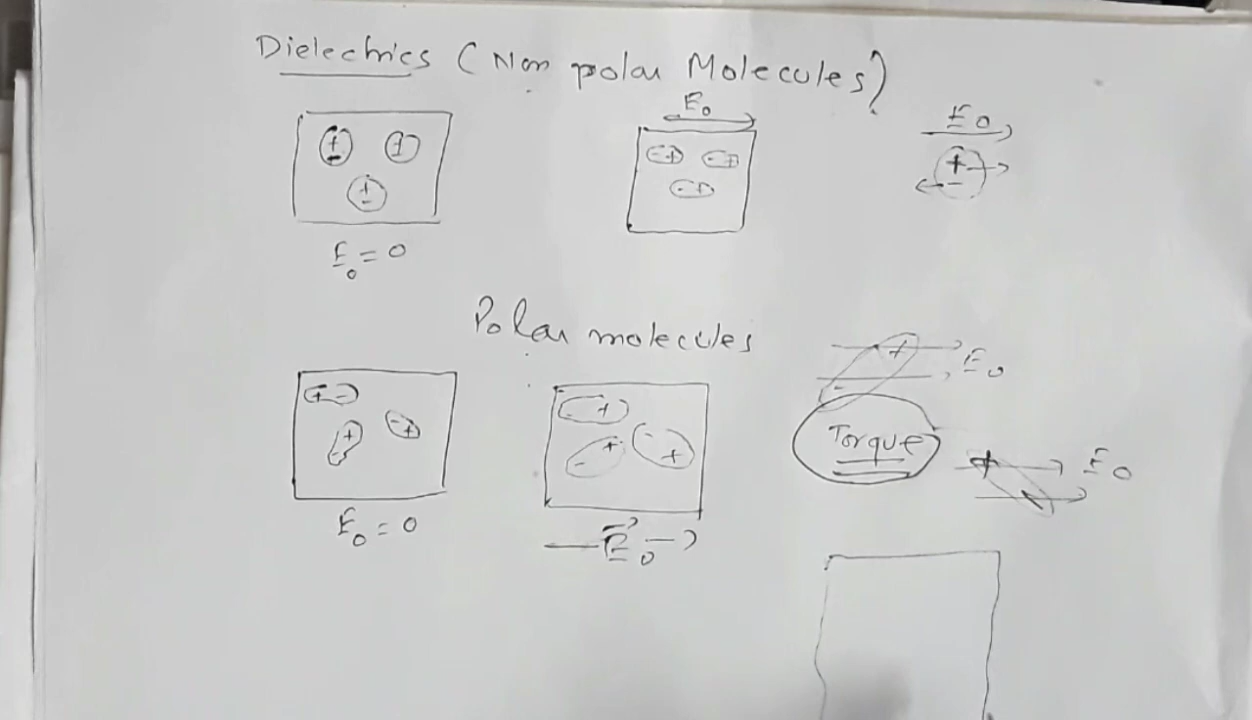 Dielectrics (Non polar Molecules)
E₀
E₀
+ - + - + -
- + - + - +
+ -
E₀ = 0
Polar molecules
+ - E₀
+ - - + + -
- + - + - +
Torque
+ - E₀
E₀ = 0
E₀